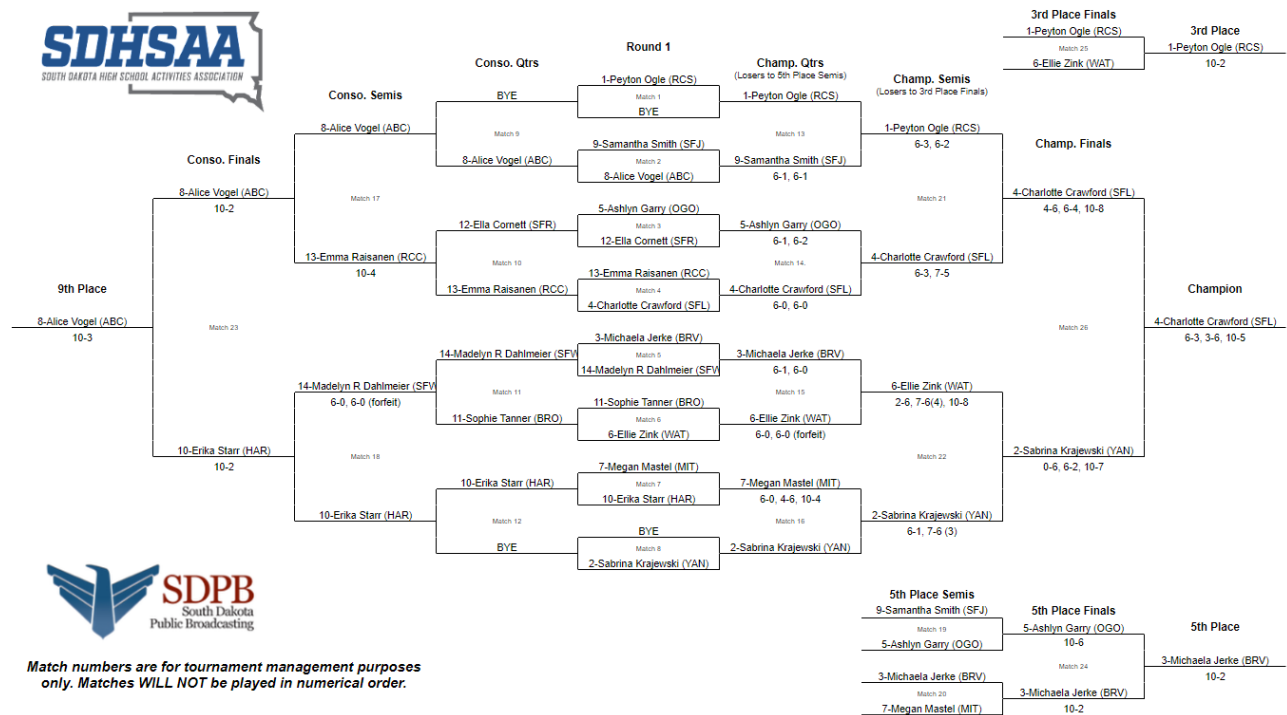 SDHSAA
SOUTH DAKOTA HIGH SCHOOL ACTIVITIES ASSOCIATION
9th Place
8-Alice Vogel (ABC)
10-3
Conso. Finals
8-Alice Vogel (ABC)
10-2
Match 23
10-Erika Starr (HAR)
10-2
Conso. Semis
8-Alice Vogel (ABC)
Match 17
13-Emma Raisanen (RCC)
10-4
14-Madelyn R Dahlmeier (SFW
6-0, 6-0 (forfeit)
Match 18
10-Erika Starr (HAR)
Conso. Qtrs
BYE
Match 9
8-Alice Vogel (ABC)
12-Ella Cornett (SFR)
Match 10
13-Emma Raisanen (RCC)
14-Madelyn R Dahlmeier (SFW
Match 11
11-Sophie Tanner (BRO)
10-Erika Starr (HAR)
Match 12
BYE
Round 1
1-Peyton Ogle (RCS)
Match 1
BYE
9-Samantha Smith (SFJ)
Match 2
8-Alice Vogel (ABC)
5-Ashlyn Garry (OGO)
Match 3
12-Ella Cornett (SFR)
13-Emma Raisanen (RCC)
Match 4
4-Charlotte Crawford (SFL)
3-Michaela Jerke (BRV)
Match 5
14-Madelyn R Dahlmeier (SFW
11-Sophie Tanner (BRO)
Match 6
6-Ellie Zink (WAT)
7-Megan Mastel (MIT)
Match 7
10-Erika Starr (HAR)
BYE
Match 8
2-Sabrina Krajewski (YAN)
Champ. Qtrs
(Losers to 5th Place Semis)
1-Peyton Ogle (RCS)
Match 13
9-Samantha Smith (SFJ)
6-1, 6-1
5-Ashlyn Garry (OGO)
6-1, 6-2
Match 14.
4-Charlotte Crawford (SFL)
6-0, 6-0
3-Michaela Jerke (BRV)
6-1, 6-0
Match 15
6-Ellie Zink (WAT)
6-0, 6-0 (forfeit)
7-Megan Mastel (MIT)
6-0, 4-6, 10-4
Match 16
2-Sabrina Krajewski (YAN)
Champ. Semis
(Losers to 3rd Place Finals)
1-Peyton Ogle (RCS)
6-3, 6-2
Match 21
4-Charlotte Crawford (SFL)
6-3, 7-5
6-Ellie Zink (WAT)
2-6, 7-6(4), 10-8
Match 22
2-Sabrina Krajewski (YAN)
6-1, 7-6 (3)
Champ. Finals
4-Charlotte Crawford (SFL)
4-6, 6-4, 10-8
Match 26
2-Sabrina Krajewski (YAN)
0-6, 6-2, 10-7
Champion
4-Charlotte Crawford (SFL)
6-3, 3-6, 10-5
3rd Place Finals
1-Peyton Ogle (RCS)
Match 25
6-Ellie Zink (WAT)
3rd Place
1-Peyton Ogle (RCS)
10-2
5th Place Semis
9-Samantha Smith (SFJ)
Match 19
5-Ashlyn Garry (OGO)
3-Michaela Jerke (BRV)
Match 20
7-Megan Mastel (MIT)
5th Place Finals
5-Ashlyn Garry (OGO)
10-6
Match 24
3-Michaela Jerke (BRV)
10-2
5th Place
3-Michaela Jerke (BRV)
10-2
SDPB
South Dakota
Public Broadcasting
Match numbers are for tournament management purposes
only. Matches WILL NOT be played in numerical order.